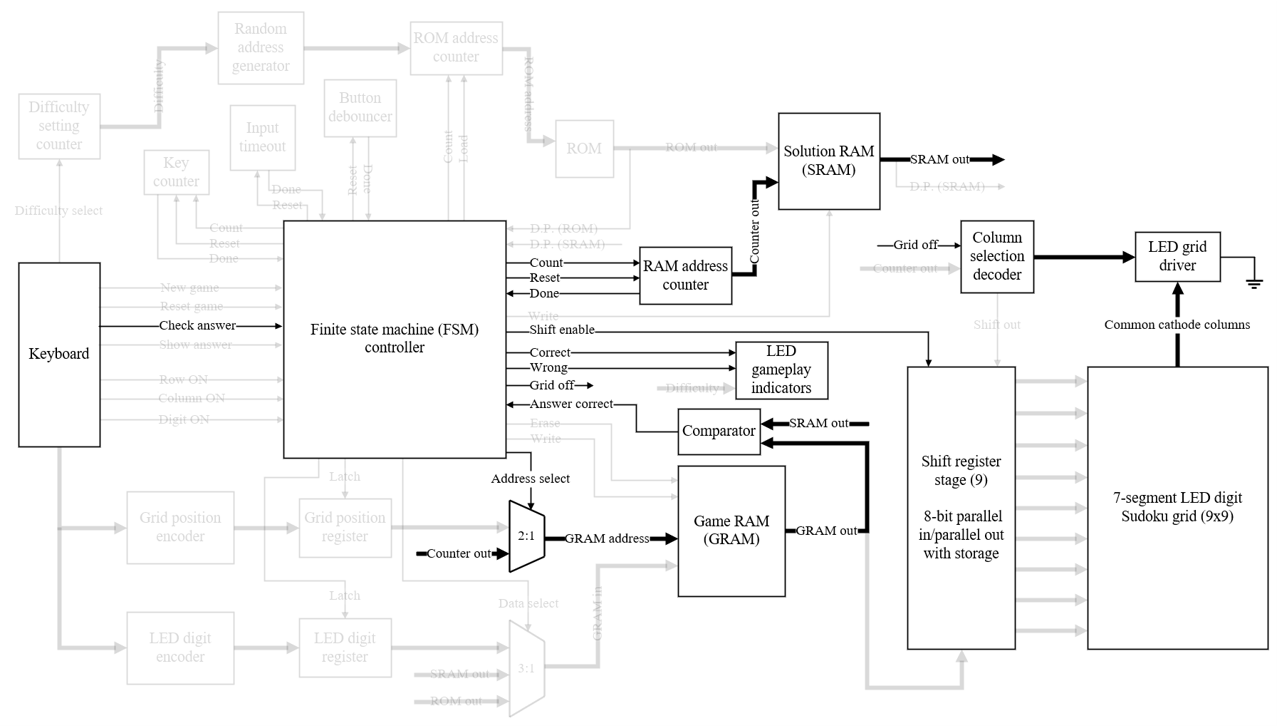 Random
address
generator
ROM address
counter
Difficulty
ROM address
Difficulty
setting
counter
Button
debouncer
Input
timeout
Count
Load
ROM
ROM out
Solution RAM
(SRAM)
SRAM out
D.P. (SRAM)
Key
counter
Done
Reset
Reset
Done
Difficulty select
Count
Reset
Done
D.P. (ROM)
D.P. (SRAM)
Counter out
Count
Reset
Done
RAM address
counter
Grid off
Counter out
Column
selection
decoder
LED grid
driver
Keyboard
New game
Reset game
Check answer
Show answer
Row ON
Column ON
Digit ON
Finite state machine (FSM)
controller
Write
Shift enable
Shift out
Common cathode columns
Correct
Wrong
Grid off
Answer correct
Erase
Write
LED
gameplay
indicators
Difficulty
Comparator
SRAM out
Latch
Address select
Grid position
encoder
Grid position
register
Counter out
2:1
GRAM address
Game RAM
(GRAM)
GRAM out
Shift register
stage (9)
8-bit parallel
in/parallel out
with storage
7-segment LED digit
Sudoku grid (9x9)
Latch
Data select
GRAM in
LED digit
encoder
LED digit
register
SRAM out
ROM out
3:1